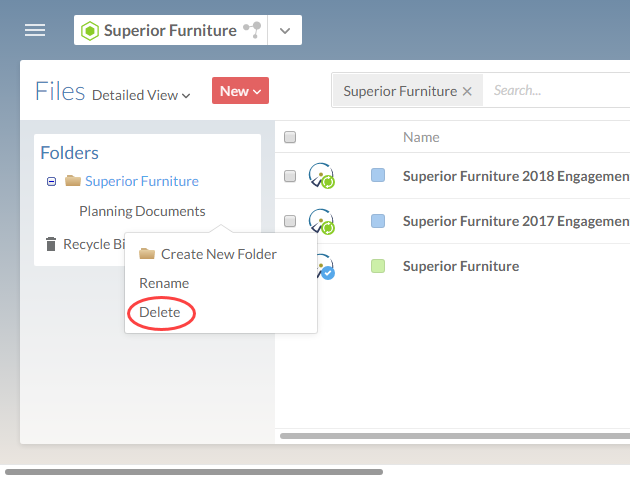 Superior Furniture
Files Detailed View
New
Superior Furniture × Search...
Folders
Superior Furniture
Planning Documents
Recycle Bi
Create New Folder
Rename
Delete
Name
Superior Furniture 2018 Engagemen
Superior Furniture 2017 Engagemen
Superior Furniture